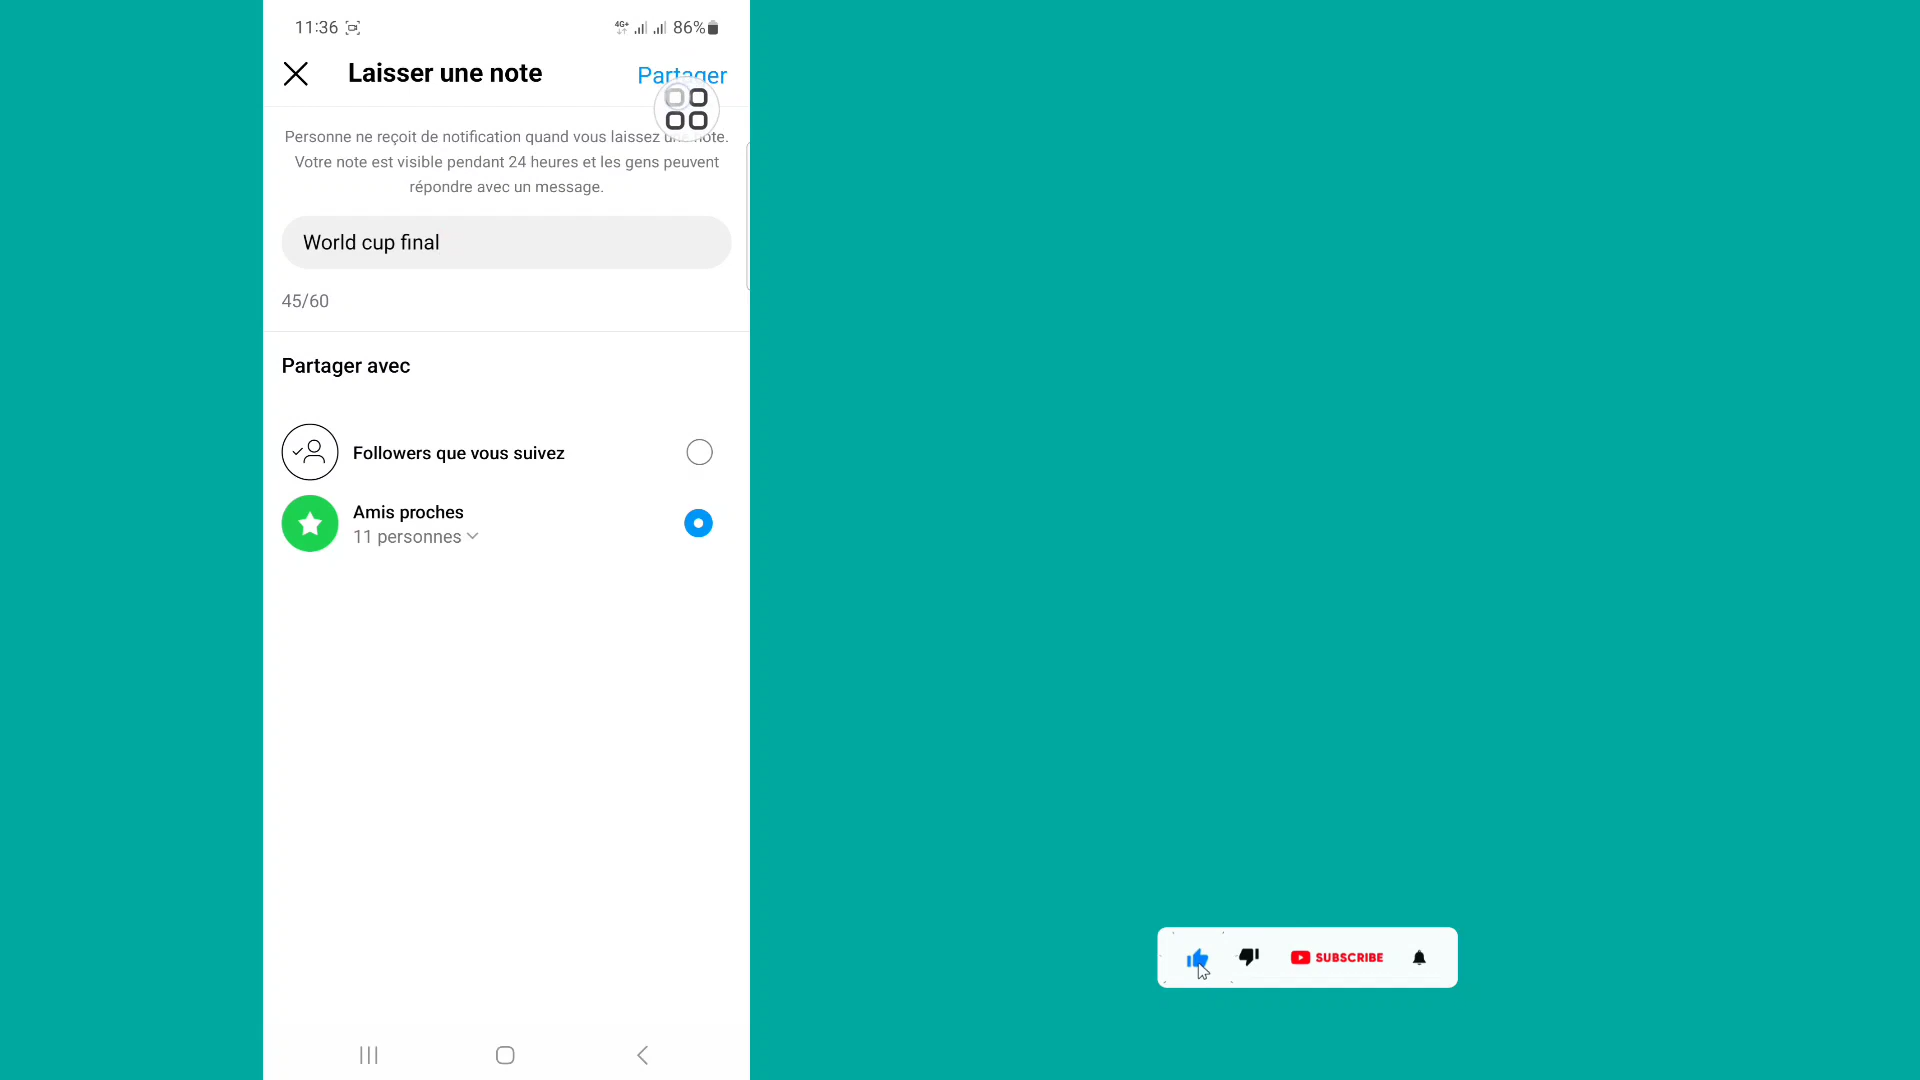 11:36
4G+ 86%
Laisser une note
Partager
Personne ne reçoit de notification quand vous laissez une note.
Votre note est visible pendant 24 heures et les gens peuvent
répondre avec un message.
World cup final
45/60
Partager avec
Followers que vous suivez
Amis proches
11 personnes
SUBSCRIBE